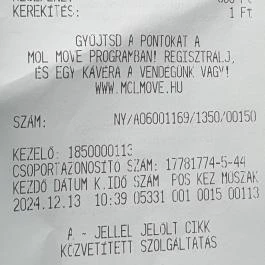 KEREKÍTÉS: 1 Ft
GYŰJTSD A PONTOKAT A
MOL MOVE PROGRAMBAN! REGISZTRÁLJ,
ÉS EGY KÁVÉRA A VENDÉGÜNK VAGY!
WWW.MOLMOVE.HU
SZÁM: NY/A06001169/1350/00150
KEZELŐ: 1850000113
CSOPORTAZONOSÍTÓ SZÁM: 17781774-5-44
KEZDŐ DÁTUM K.IDŐ SZÁM POS KEZ MŰSZAK
2024.12.13 10:39 05331 001 0015 00113
A - JELLEL JELÖLT CIKK
KÖZVETÍTETT SZOLGÁLTATÁS